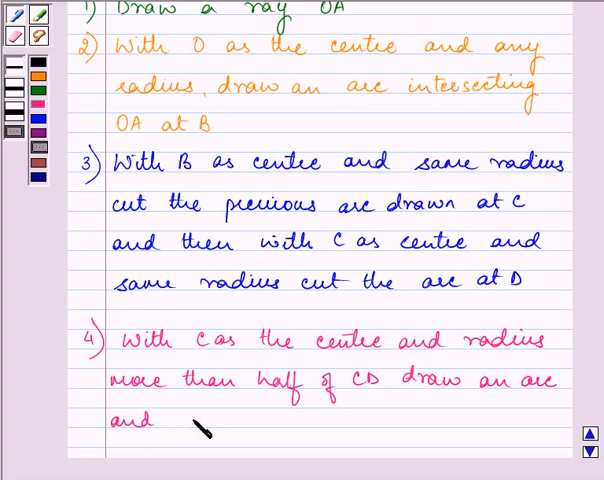 1) Draw a ray OA
2) With O as the centre and any
radius, draw an arc intersecting
OA at B
3) With B as centre and same radius
cut the previous arc drawn at C
and then with C as centre and
same radius cut the arc at D
4) With C as the centre and radius
more than half of CD draw an arc
and